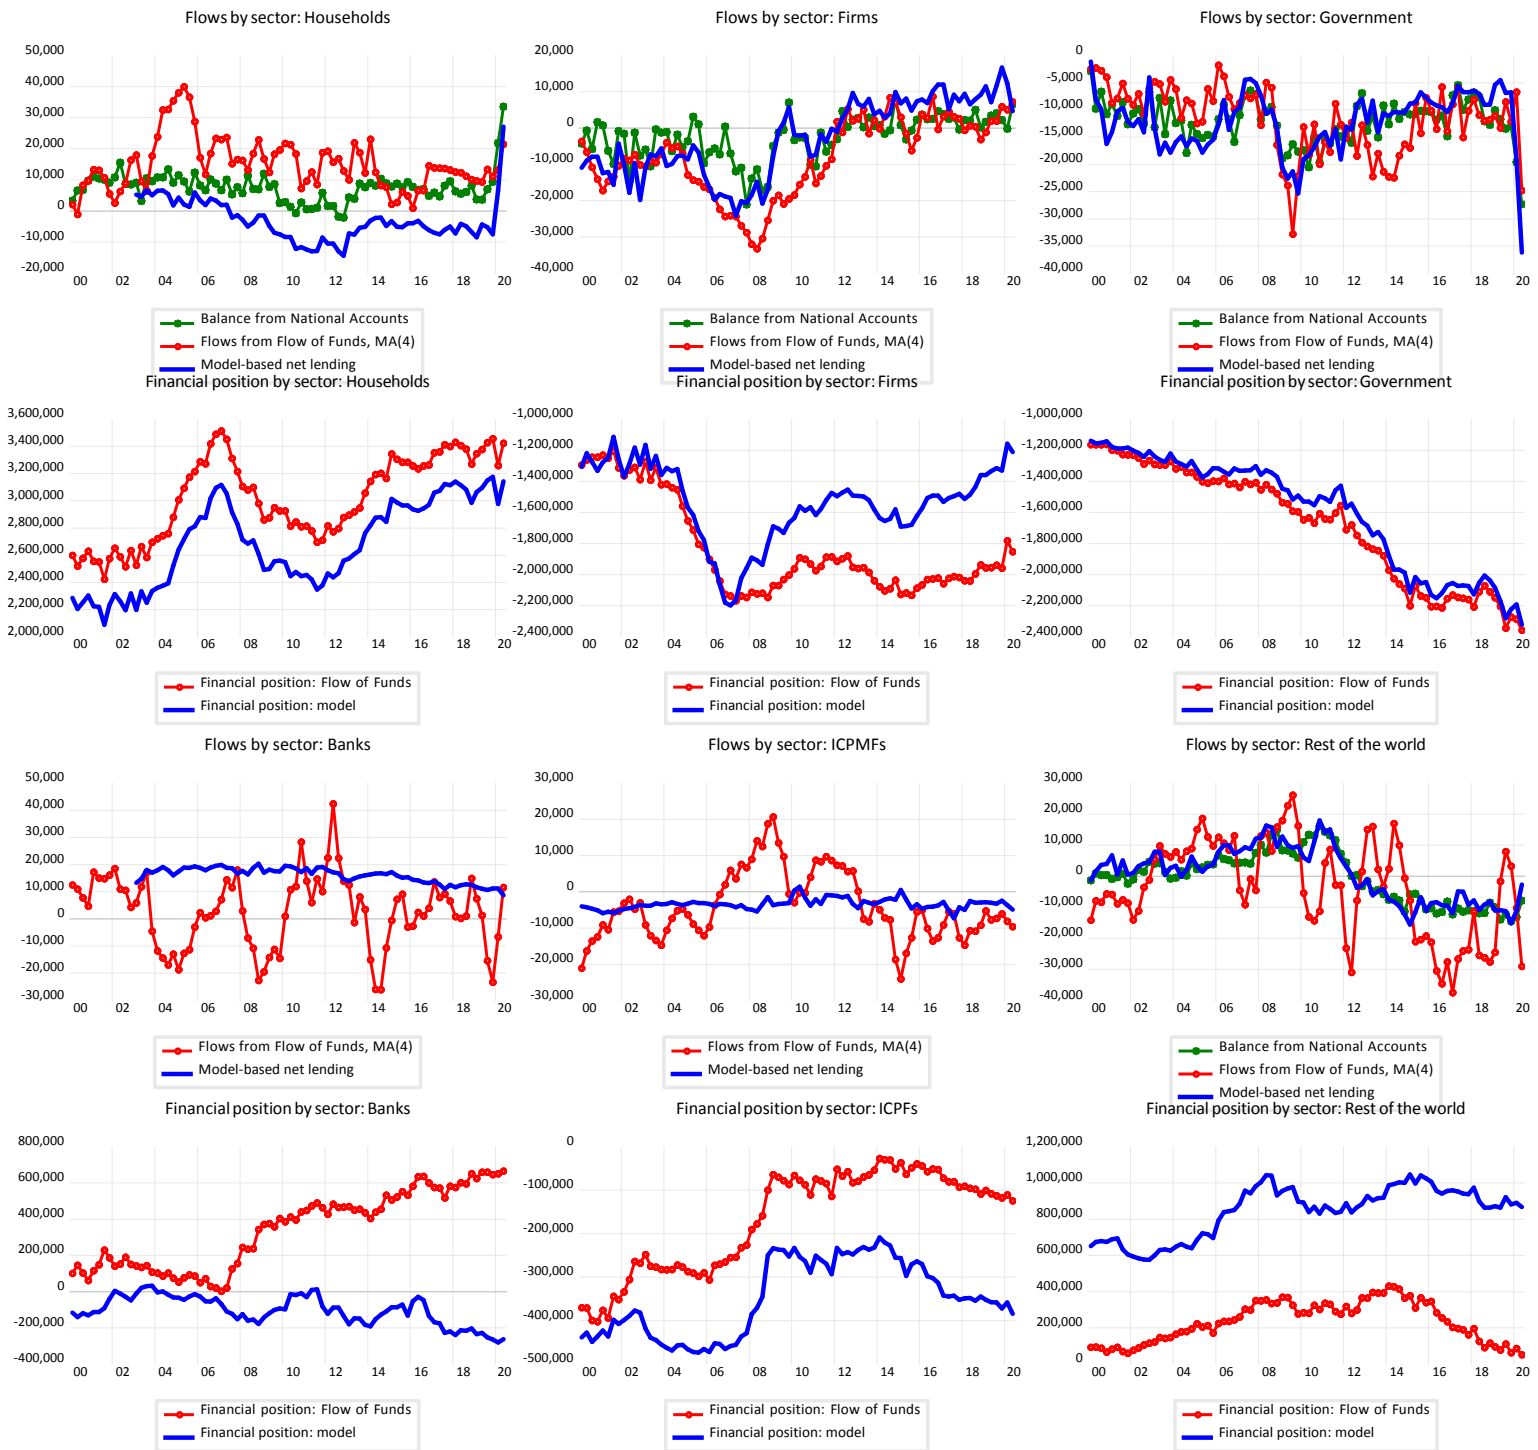 Flows by sector: Households
50,000
40,000
30,000
20,000
10,000
0
-10,000
-20,000
00 02 04 06 08 10 12 14 16 18 20
Balance from National Accounts
Flows from Flow of Funds, MA(4)
Model-based net lending
Flows by sector: Firms
20,000
10,000
0
-10,000
-20,000
-30,000
-40,000
00 02 04 06 08 10 12 14 16 18 20
Balance from National Accounts
Flows from Flow of Funds, MA(4)
Model-based net lending
Flows by sector: Government
0
-5,000
-10,000
-15,000
-20,000
-25,000
-30,000
-35,000
-40,000
00 02 04 06 08 10 12 14 16 18 20
Balance from National Accounts
Flows from Flow of Funds, MA(4)
Model-based net lending
Financial position by sector: Households
3,600,000
3,400,000
3,200,000
3,000,000
2,800,000
2,600,000
2,400,000
2,200,000
2,000,000
00 02 04 06 08 10 12 14 16 18 20
Financial position: Flow of Funds
Financial position: model
Financial position by sector: Firms
-1,000,000
-1,200,000
-1,400,000
-1,600,000
-1,800,000
-2,000,000
-2,200,000
-2,400,000
00 02 04 06 08 10 12 14 16 18 20
Financial position: Flow of Funds
Financial position: model
Financial position by sector: Government
-1,000,000
-1,200,000
-1,400,000
-1,600,000
-1,800,000
-2,000,000
-2,200,000
-2,400,000
00 02 04 06 08 10 12 14 16 18 20
Financial position: Flow of Funds
Financial position: model
Flows by sector: Banks
50,000
40,000
30,000
20,000
10,000
0
-10,000
-20,000
-30,000
00 02 04 06 08 10 12 14 16 18 20
Flows from Flow of Funds, MA(4)
Model-based net lending
Flows by sector: ICPMFs
30,000
20,000
10,000
0
-10,000
-20,000
-30,000
00 02 04 06 08 10 12 14 16 18 20
Flows from Flow of Funds, MA(4)
Model-based net lending
Flows by sector: Rest of the world
30,000
20,000
10,000
0
-10,000
-20,000
-30,000
-40,000
00 02 04 06 08 10 12 14 16 18 20
Balance from National Accounts
Flows from Flow of Funds, MA(4)
Model-based net lending
Financial position by sector: Banks
800,000
600,000
400,000
200,000
0
-200,000
-400,000
00 02 04 06 08 10 12 14 16 18 20
Financial position: Flow of Funds
Financial position: model
Financial position by sector: ICPFs
0
-100,000
-200,000
-300,000
-400,000
-500,000
00 02 04 06 08 10 12 14 16 18 20
Financial position: Flow of Funds
Financial position: model
Financial position by sector: Rest of the world
1,200,000
1,000,000
800,000
600,000
400,000
200,000
0
00 02 04 06 08 10 12 14 16 18 20
Financial position: Flow of Funds
Financial position: model